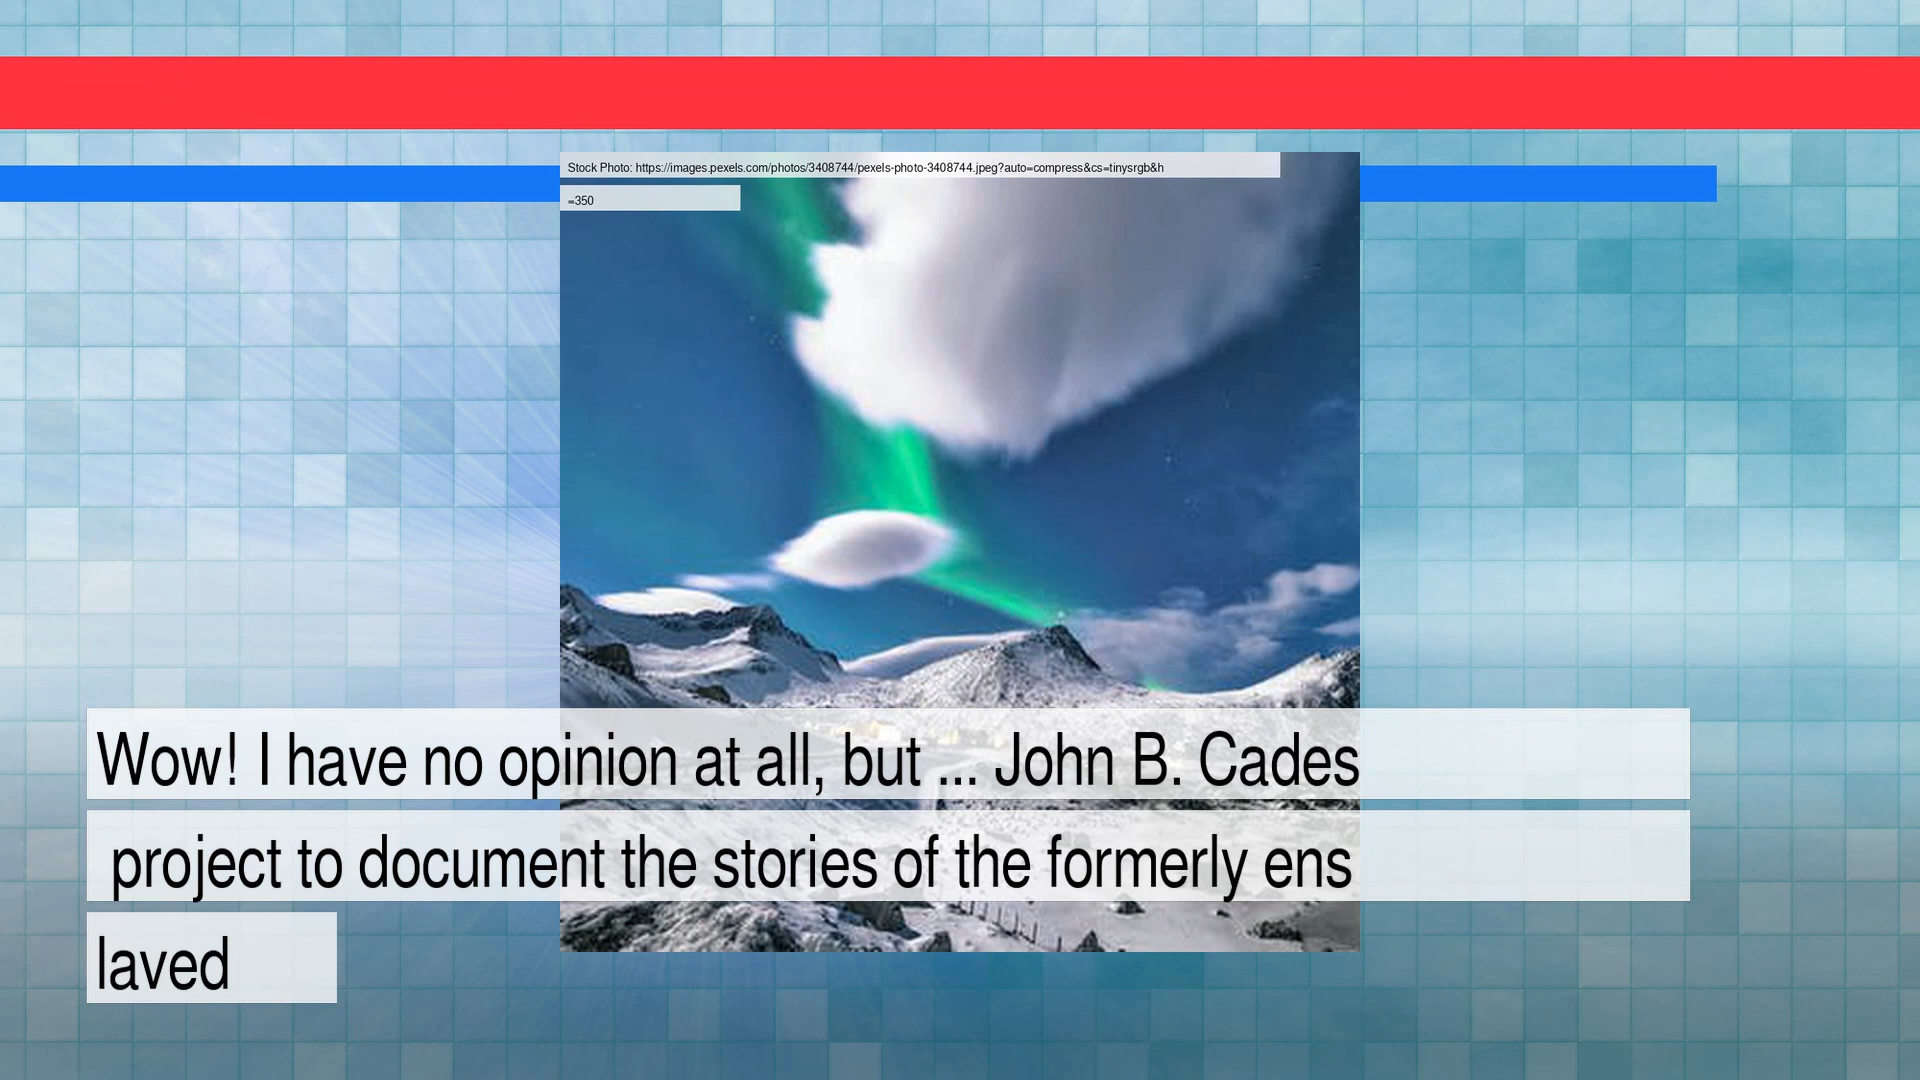 Stock Photo: https://images.pexels.com/photos/3408744/pexels-photo-3408744.jpeg?auto=compress&cs=tinysrgb&h
=350
Wow! I have no opinion at all, but ... John B. Cades
project to document the stories of the formerly ens
laved